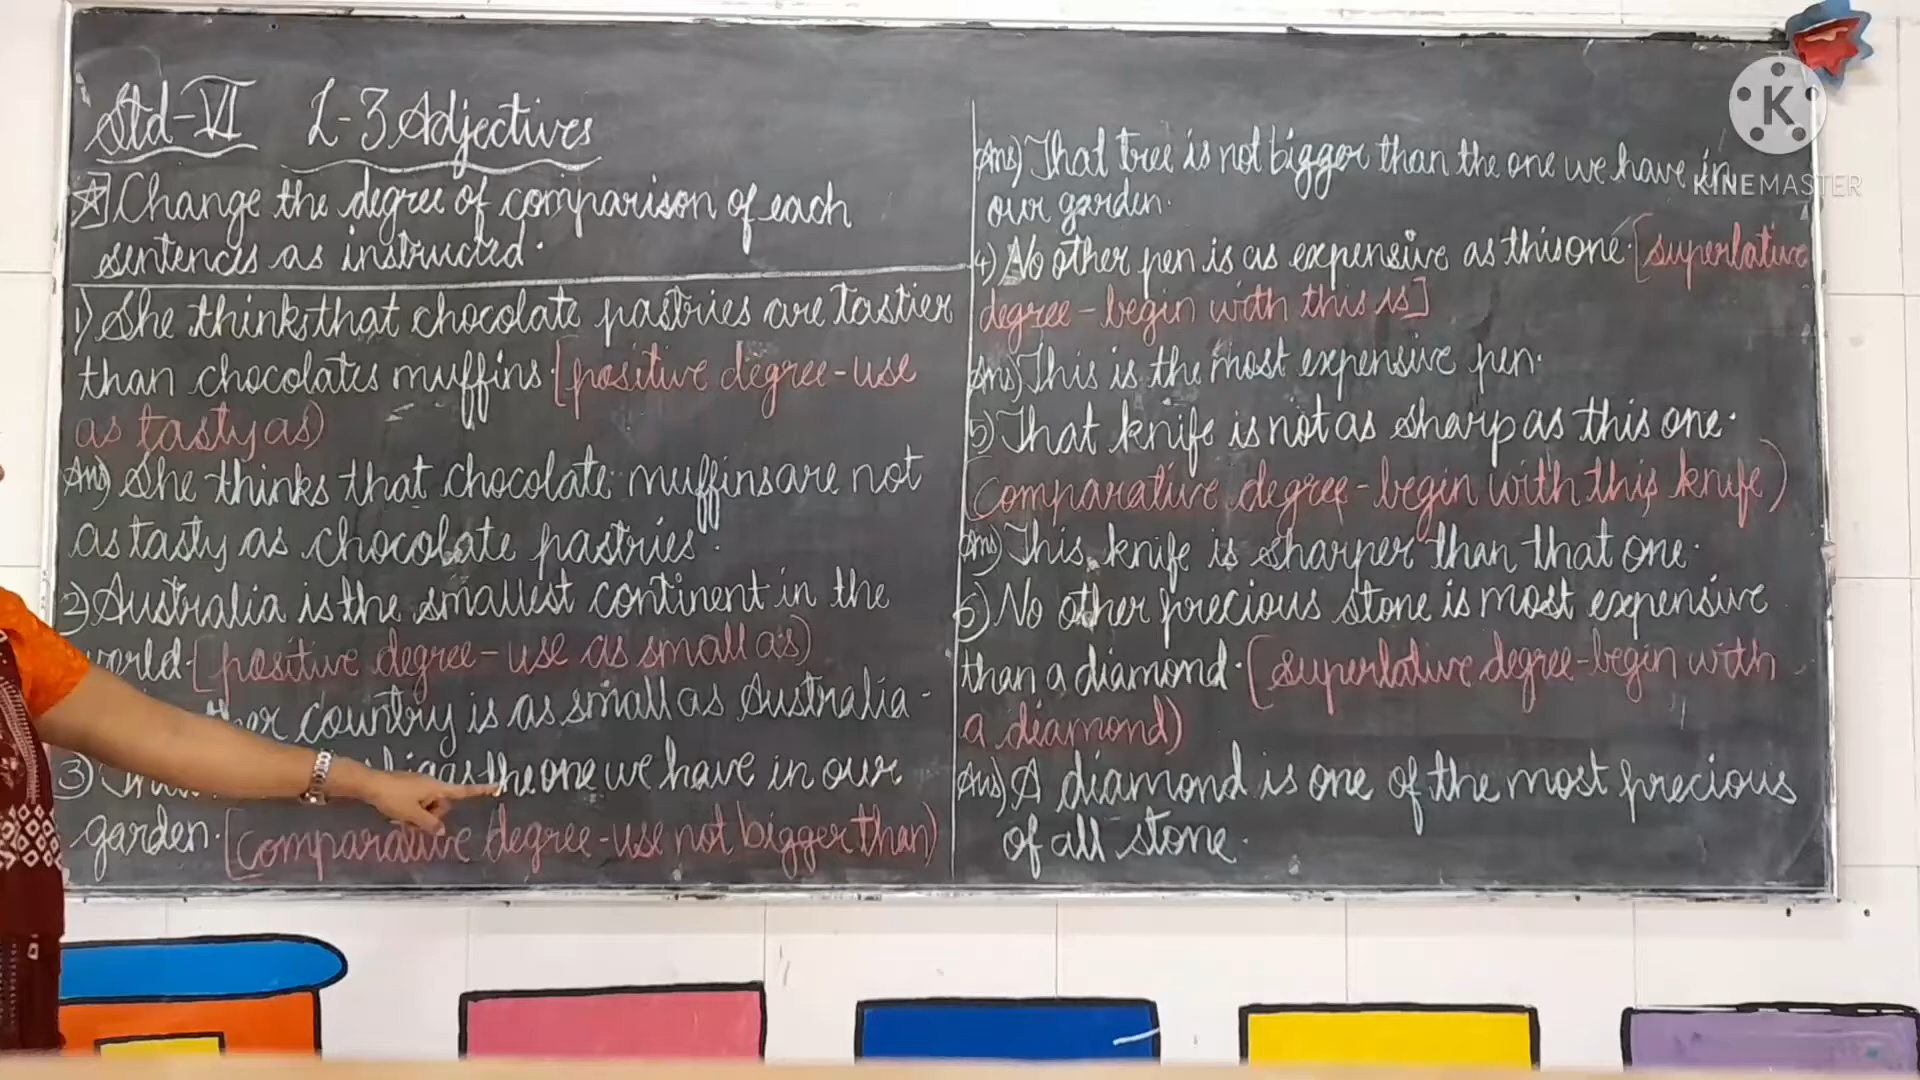 Std-VI L-3 Adjectives
Change the degree of comparison of each
sentences as instructed.
1) She thinks that chocolate pastries are tastier
than chocolates muffins. [positive degree-use
as tasty as)
Ans) She thinks that chocolate muffins are not
as tasty as chocolate pastries.
2) Australia is the smallest continent in the
world. [positive degree - use as small as)
country is as small as Australia.
3) the one we have in our
garden. [comparative degree - use not bigger than)
Ans) That tree is not bigger than the one we have in
our garden.
4) No other pen is as expensive as this one. [superlative
degree - begin with this is]
Ans) This is the most expensive pen.
5) That knife is not as sharp as this one.
(comparative degree - begin with this knife)
Ans) This knife is sharper than that one.
6) No other precious stone is most expensive
than a diamond. [superlative degree-begin with
a diamond)
Ans) A diamond is one of the most precious
of all stone.
K
KINEMASTER